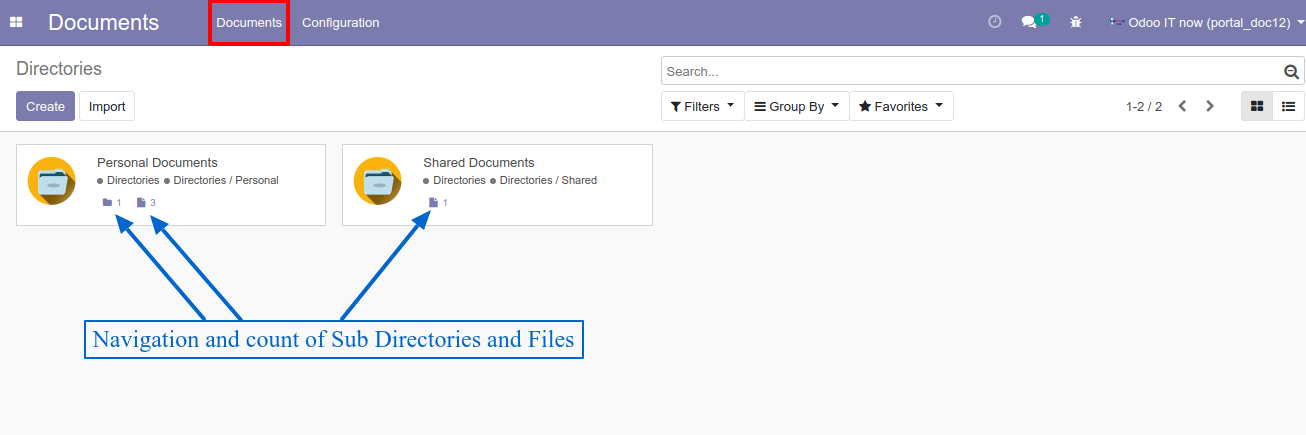 Documents Documents Configuration 1 Odoo IT now (portal_doc12)
Directories Search...
Create Import Filters Group By Favorites 1-2 / 2
Personal Documents
Directories Directories / Personal
1 3
Shared Documents
Directories Directories / Shared
1
Navigation and count of Sub Directories and Files